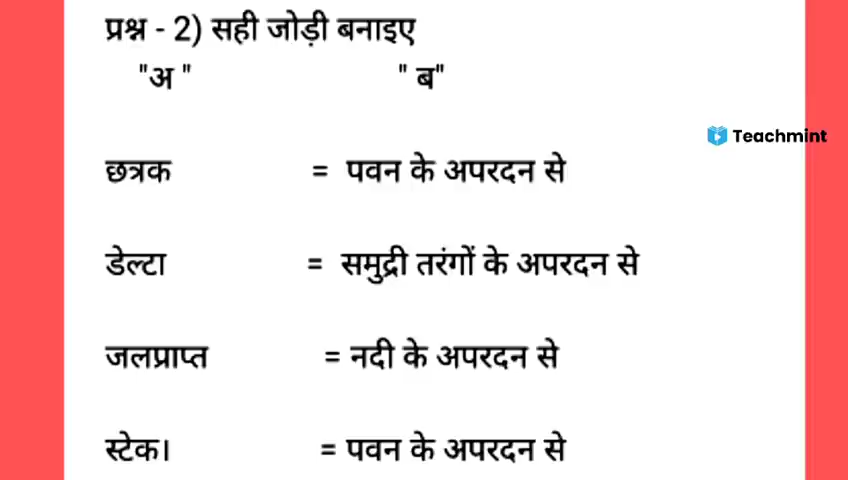 प्रश्न - 2) सही जोड़ी बनाइए
"अ " " ब"
Teachmint
छत्रक = पवन के अपरदन से
डेल्टा = समुद्री तरंगों के अपरदन से
जलप्राप्त = नदी के अपरदन से
स्टेक। = पवन के अपरदन से